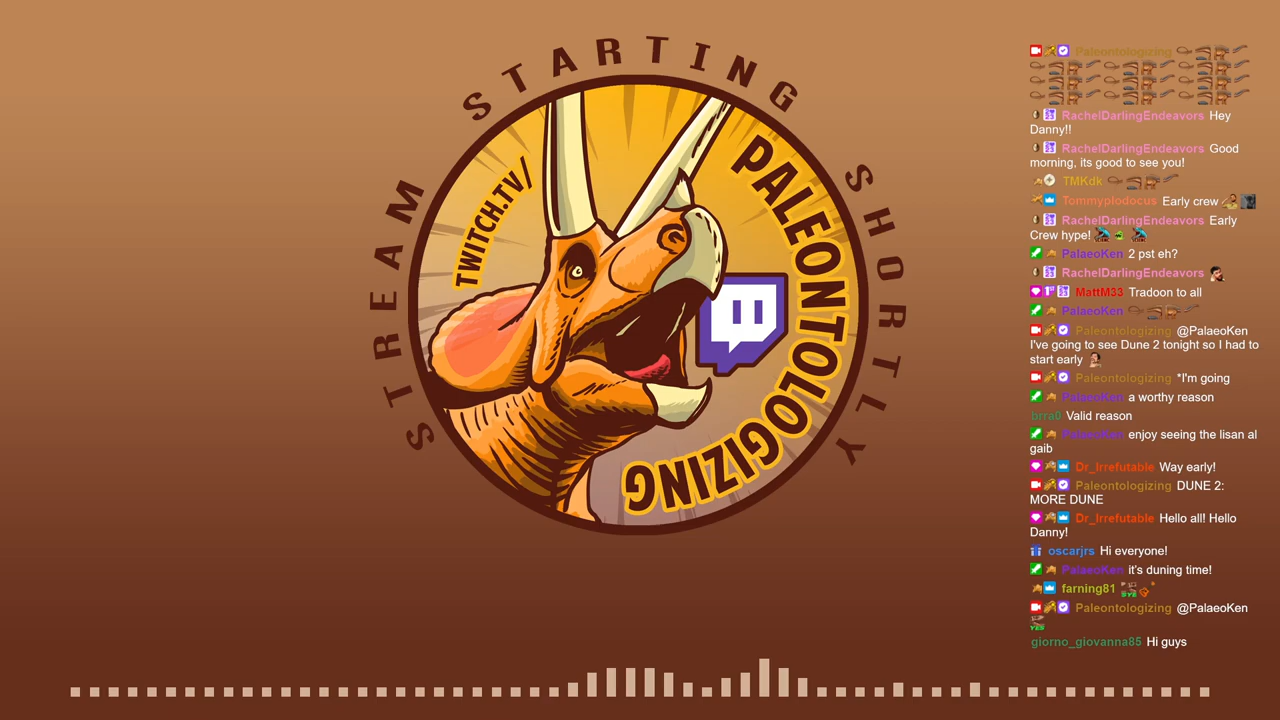 STREAM STARTING SHORTLY
TWITCH.TV/
PALEONTOLOGIZING
Paleontologizing
RachelDarlingEndeavors Hey
Danny!!
RachelDarlingEndeavors Good
morning, its good to see you!
TMKdk
Tommyplodocus Early crew
RachelDarlingEndeavors Early
Crew hype!
PalaeoKen 2 pst eh?
RachelDarlingEndeavors
MattM33 Tradoon to all
PalaeoKen
Paleontologizing @PalaeoKen
I've going to see Dune 2 tonight so I had to
start early
Paleontologizing *I'm going
PalaeoKen a worthy reason
brra0 Valid reason
PalaeoKen enjoy seeing the lisan al
gaib
Dr_Irrefutable Way early!
Paleontologizing DUNE 2:
MORE DUNE
Dr_Irrefutable Hello all! Hello
Danny!
oscarjrs Hi everyone!
PalaeoKen it's duning time!
farning81
Paleontologizing @PalaeoKen
YES
giorno_giovanna85 Hi guys